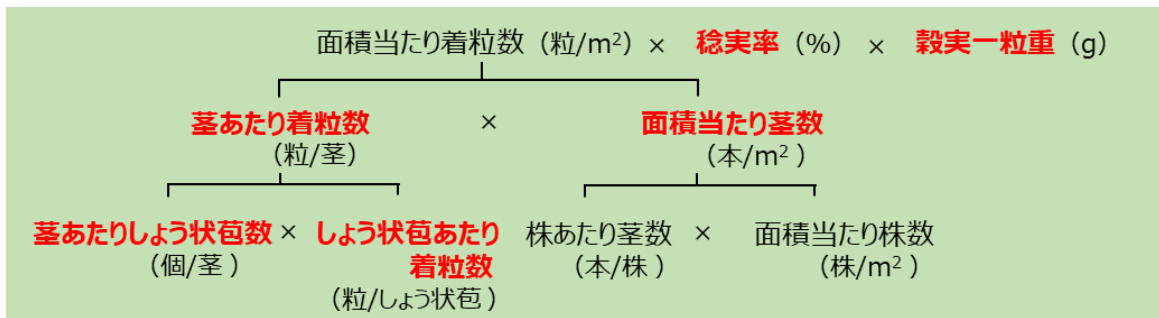 面積当たり着粒数（粒/m²）× 稔実率（%）× 穀実一粒重（g）
茎あたり着粒数 × 面積当たり茎数
（粒/茎） （本/m²）
茎あたりしょう状苞数 × しょう状苞あたり 株あたり茎数 × 面積当たり株数
（個/茎） 着粒数 （本/株） （株/m²）
（粒/しょう状苞）